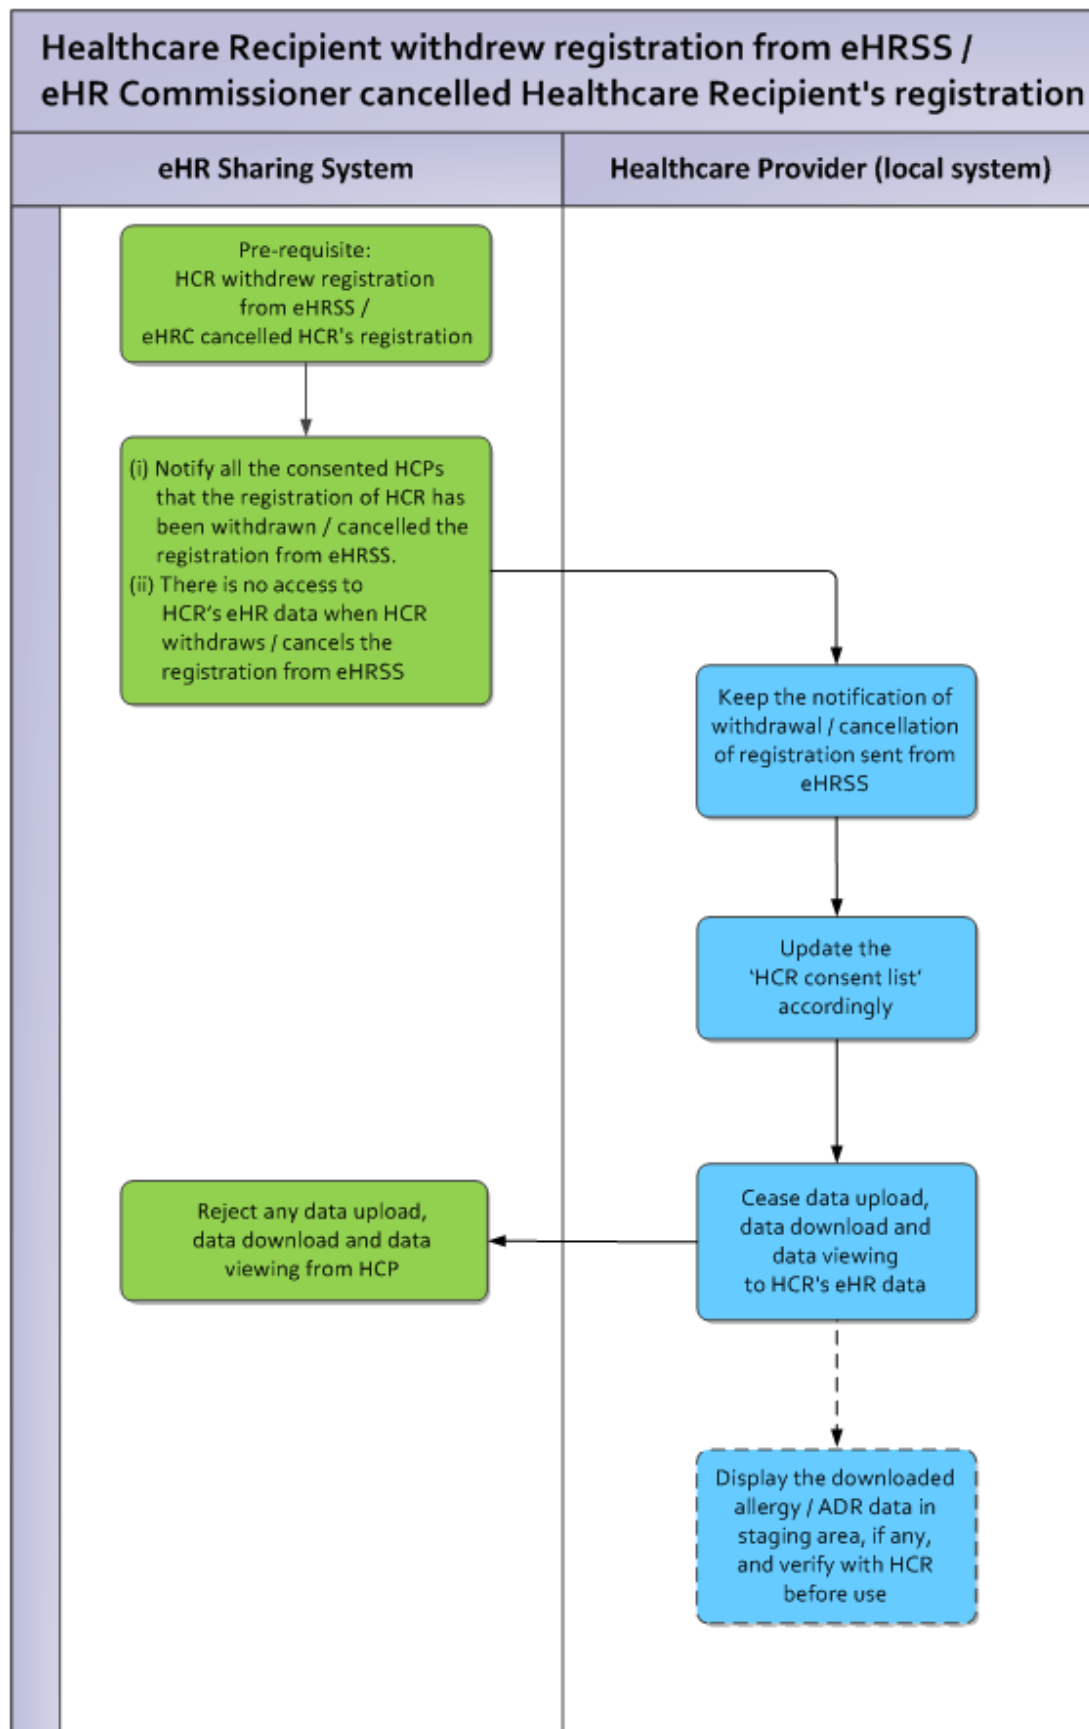 Healthcare Recipient withdrew registration from eHRSS /
eHR Commissioner cancelled Healthcare Recipient's registration
eHR Sharing System
Healthcare Provider (local system)
Pre-requisite:
HCR withdrew registration
from eHRSS /
eHRC cancelled HCR's registration
(i) Notify all the consented HCPs
that the registration of HCR has
been withdrawn / cancelled the
registration from eHRSS.
(ii) There is no access to
HCR's eHR data when HCR
withdraws / cancels the
registration from eHRSS
Keep the notification of
withdrawal / cancellation
of registration sent from
eHRSS
Update the
‘HCR consent list’
accordingly
Cease data upload,
data download and
data viewing
to HCR's eHR data
Reject any data upload,
data download and data
viewing from HCP
Display the downloaded
allergy / ADR data in
staging area, if any,
and verify with HCR
before use